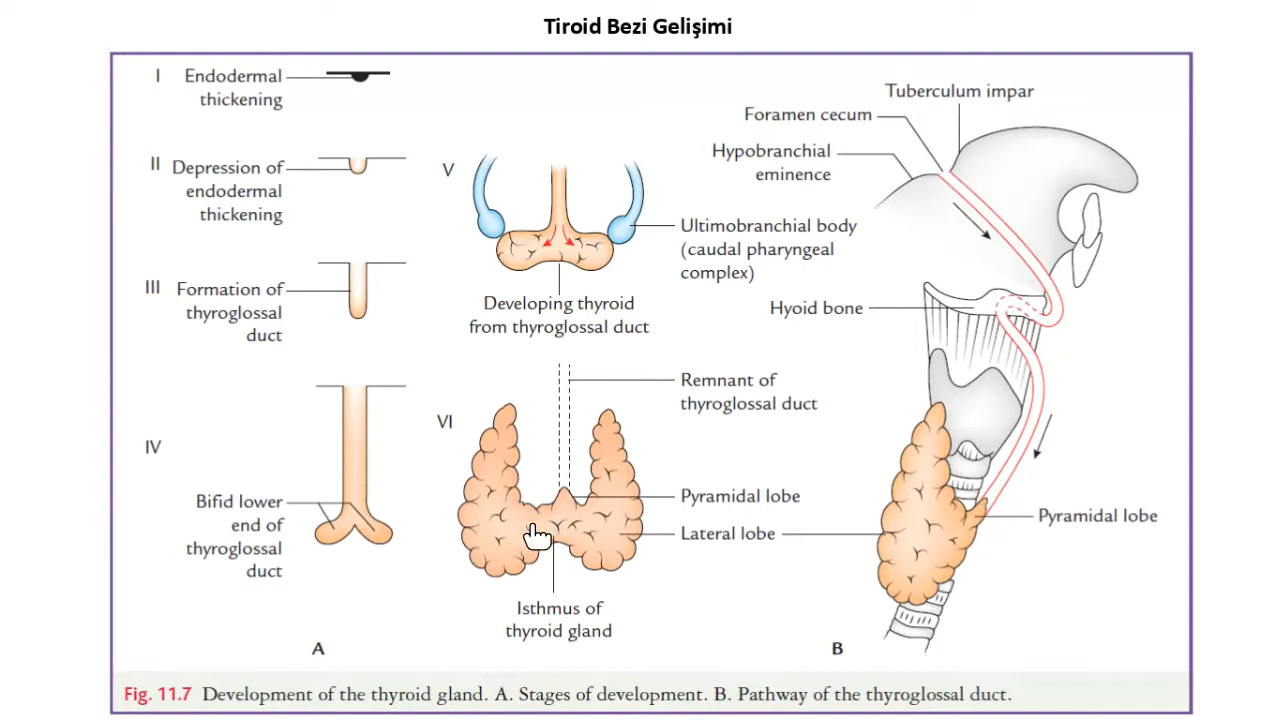 Tiroid Bezi Gelişimi
I
Endodermal
thickening
II
Depression of
endodermal
thickening
III
Formation of
thyroglossal
duct
IV
Bifid lower
end of
thyroglossal
duct
A
V
Ultimobranchial body
(caudal pharyngeal
complex)
Developing thyroid
from thyroglossal duct
VI
Remnant of
thyroglossal duct
Pyramidal lobe
Lateral lobe
Isthmus of
thyroid gland
Tuberculum impar
Foramen cecum
Hypobranchial
eminence
Hyoid bone
Pyramidal lobe
B
Fig. 11.7 Development of the thyroid gland. A. Stages of development. B. Pathway of the thyroglossal duct.